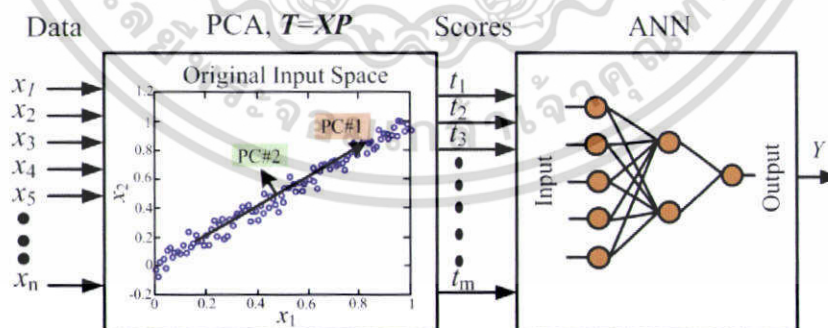 Data
PCA, T=XP
Scores
ANN
Original Input Space
x1
x2
x3
x4
x5
xn
1.2
1.0
0.8
0.6
0.4
0.2
0
-0.2
x2
PC#1
PC#2
0
0.2
0.4
0.6
0.8
1
x1
t1
t2
t3
tm
Input
Output
Y